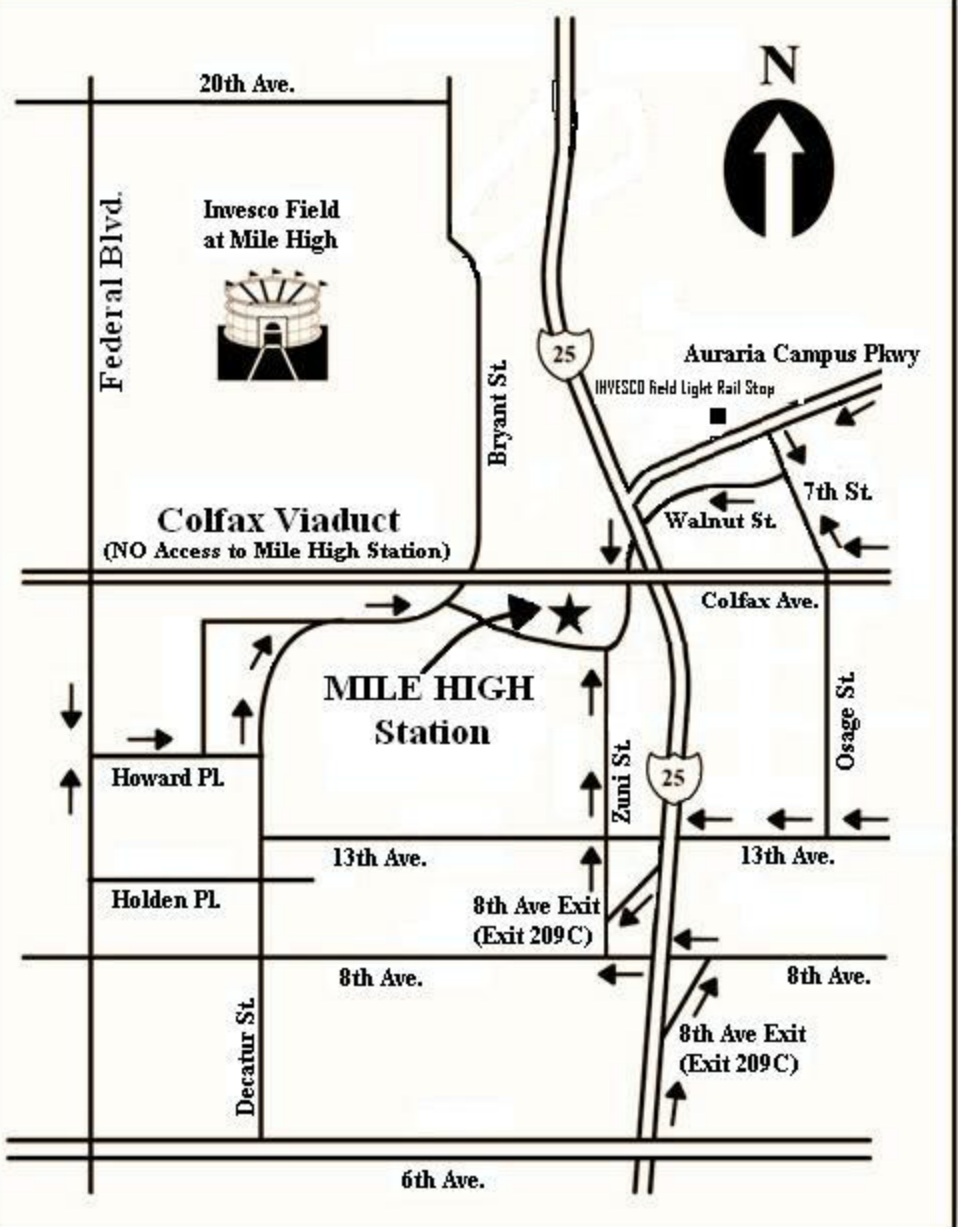 N
20th Ave.
Federal Blvd.
Invesco Field
at Mile High
25
Auraria Campus Pkwy
INVESCO field Light Rail Stop
Bryant St.
7th St.
Walnut St.
Colfax Viaduct
(NO Access to Mile High Station)
Colfax Ave.
MILE HIGH
Station
Osage St.
Zuni St.
25
Howard Pl.
13th Ave.
13th Ave.
Holden Pl.
8th Ave Exit
(Exit 209C)
8th Ave.
8th Ave.
Decatur St.
8th Ave Exit
(Exit 209C)
6th Ave.